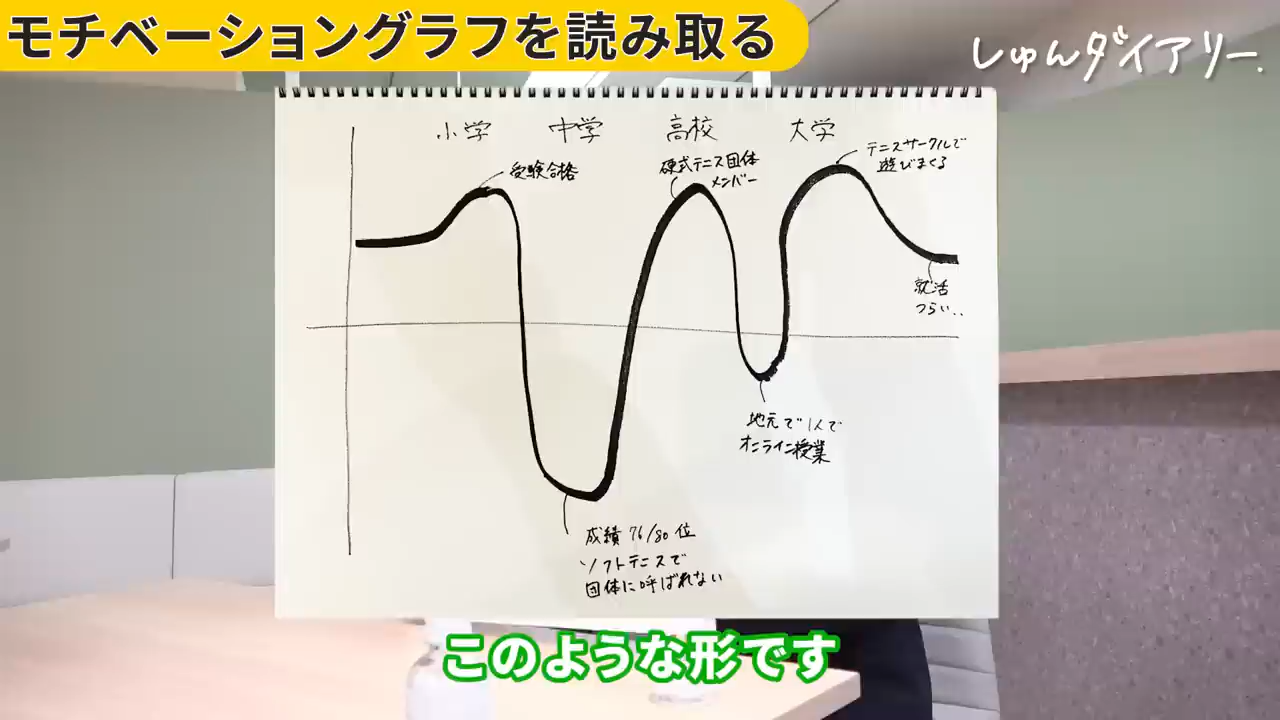 モチベーショングラフを読み取る
しゅんダイアリー.
小学 中学 高校 大学
受験合格
硬式テニス団体
メンバー
テニスサークルで
遊びまくる
就活
つらい..
地元で1人で
オンライン授業
成績 76/80 位
ソフトテニスで
団体に呼ばれない
このような形です